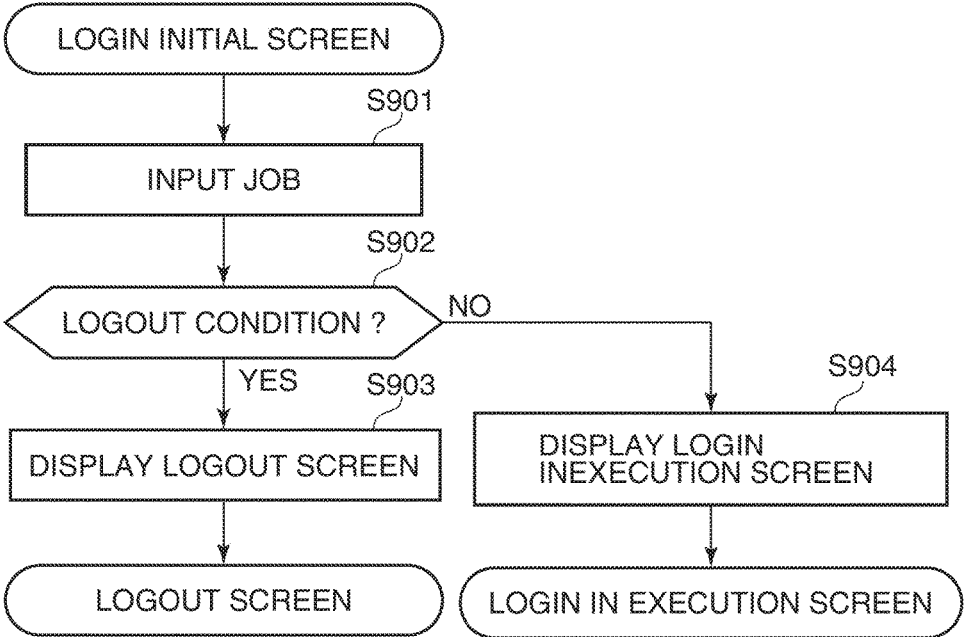 LOGIN INITIAL SCREEN
S901
INPUT JOB
S902
LOGOUT CONDITION ?
NO
YES
S903
DISPLAY LOGOUT SCREEN
S904
DISPLAY LOGIN
INEXECUTION SCREEN
LOGOUT SCREEN
LOGIN IN EXECUTION SCREEN